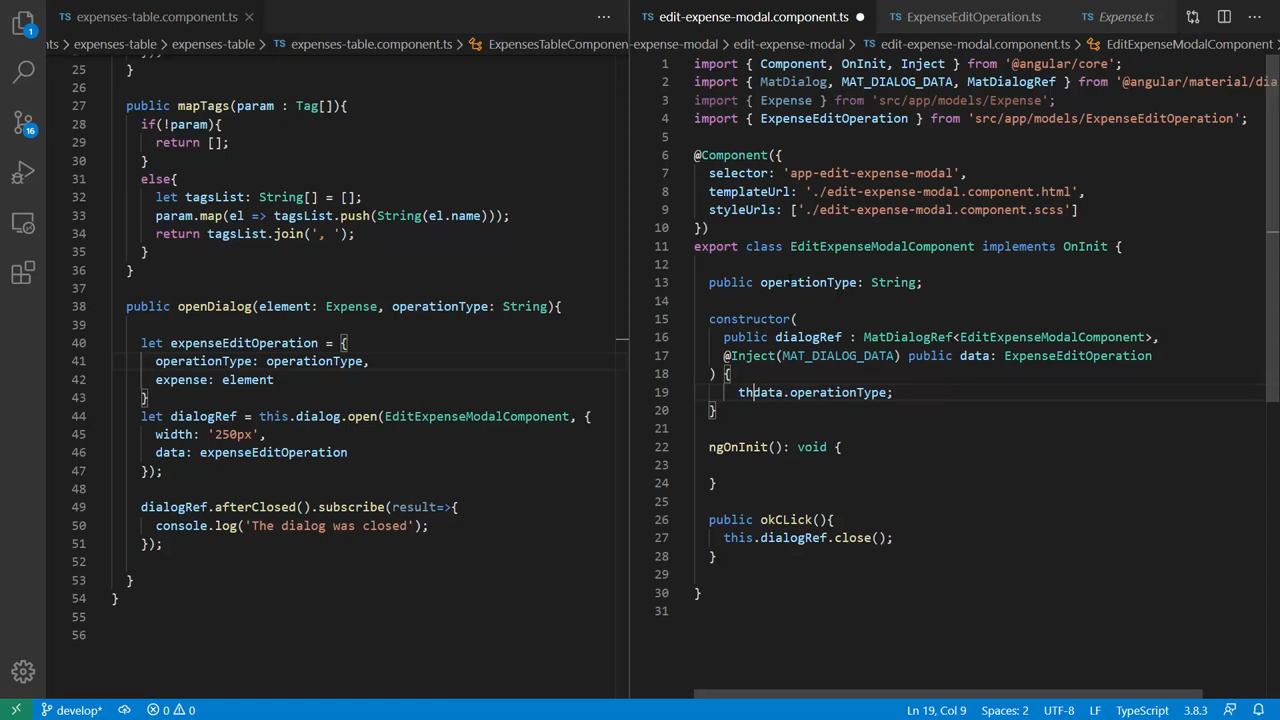 expenses-table.component.ts
nts > expenses-table > expenses-table > expenses-table.component.ts > ExpensesTableComponen
25 }
26
27 public mapTags(param : Tag[]){
28 if(!param){
29 return [];
30 }
31 else{
32 let tagsList: String[] = [];
33 param.map(el => tagsList.push(String(el.name)));
34 return tagsList.join(', ');
35 }
36 }
37
38 public openDialog(element: Expense, operationType: String){
39
40 let expenseEditOperation = {
41 operationType: operationType,
42 expense: element
43 }
44 let dialogRef = this.dialog.open(EditExpenseModalComponent, {
45 width: '250px',
46 data: expenseEditOperation
47 });
48
49 dialogRef.afterClosed().subscribe(result=>{
50 console.log('The dialog was closed');
51 });
52
53 }
54 }
55
56
edit-expense-modal.component.ts
ExpenseEditOperation.ts
Expense.ts
-expense-modal > edit-expense-modal > edit-expense-modal.component.ts > EditExpenseModalComponent
1 import { Component, OnInit, Inject } from '@angular/core';
2 import { MatDialog, MAT_DIALOG_DATA, MatDialogRef } from '@angular/material/dia
3 import { Expense } from 'src/app/models/Expense';
4 import { ExpenseEditOperation } from 'src/app/models/ExpenseEditOperation';
5
6 @Component({
7 selector: 'app-edit-expense-modal',
8 templateUrl: './edit-expense-modal.component.html',
9 styleUrls: ['./edit-expense-modal.component.scss']
10 })
11 export class EditExpenseModalComponent implements OnInit {
12
13 public operationType: String;
14
15 constructor(
16 public dialogRef : MatDialogRef<EditExpenseModalComponent>,
17 @Inject(MAT_DIALOG_DATA) public data: ExpenseEditOperation
18 ) {
19 thdata.operationType;
20 }
21
22 ngOnInit(): void {
23
24 }
25
26 public okCLick(){
27 this.dialogRef.close();
28 }
29
30 }
31
1
16
develop*
0 0
Ln 19, Col 9
Spaces: 2
UTF-8
LF
TypeScript
3.8.3